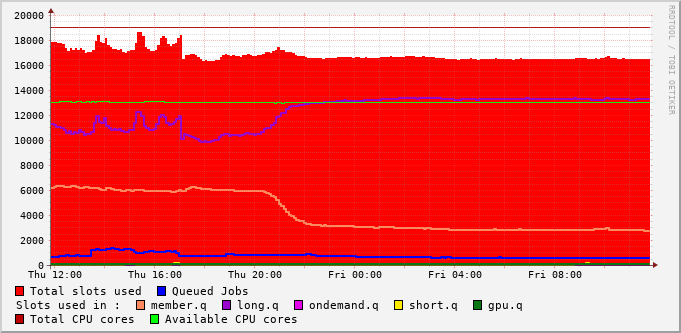 20000
18000
16000
14000
12000
10000
8000
6000
4000
2000
0
Thu 12:00 Thu 16:00 Thu 20:00 Fri 00:00 Fri 04:00 Fri 08:00
RRDTOOL / TOBI OETIKER
Total slots used Queued Jobs
Slots used in : member.q long.q ondemand.q short.q gpu.q
Total CPU cores Available CPU cores